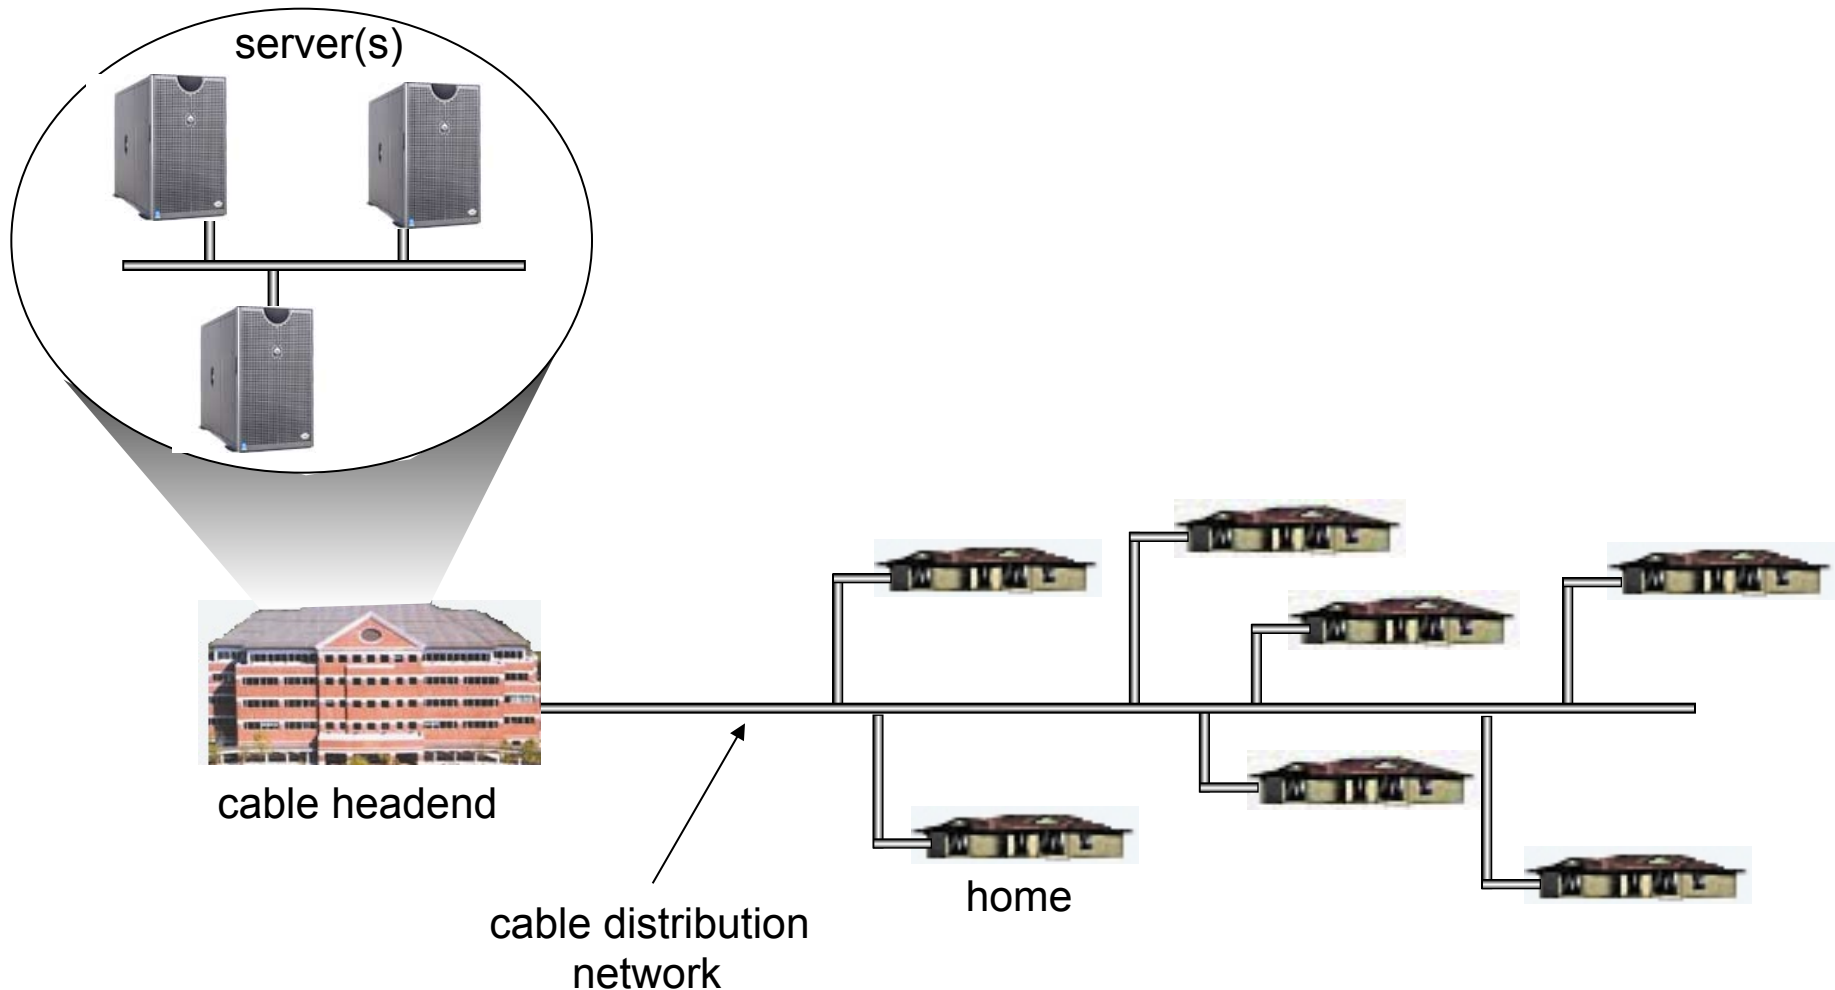 server(s)
cable headend
home
cable distribution
network